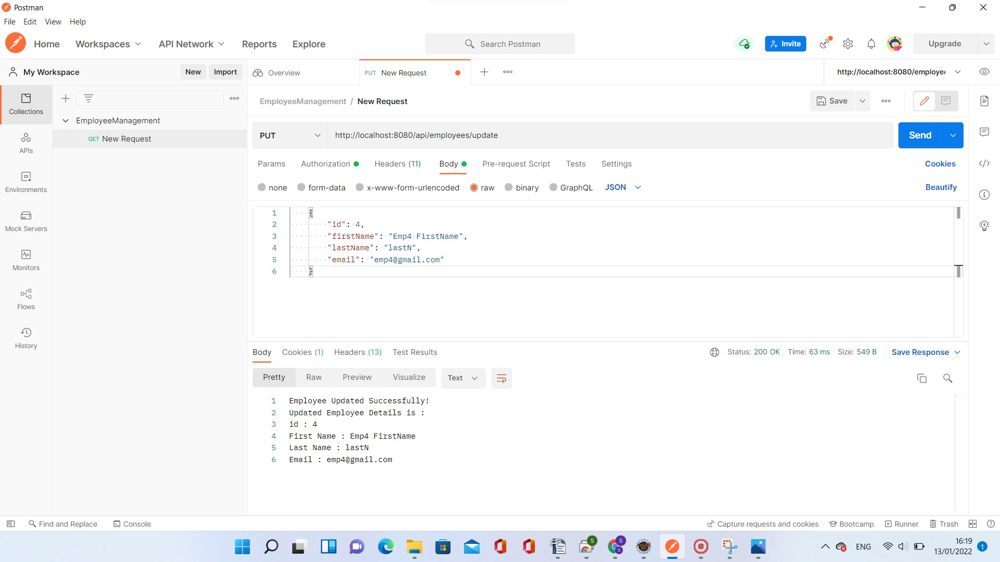 Postman
File Edit View Help
Home Workspaces API Network Reports Explore Search Postman Invite Upgrade
My Workspace New Import Overview PUT New Request http://localhost:8080/employe
Collections
EmployeeManagement / New Request Save
EmployeeManagement
GET New Request
PUT http://localhost:8080/api/employees/update Send
APIs
Params Authorization Headers (11) Body Pre-request Script Tests Settings Cookies
Environments
none form-data x-www-form-urlencoded raw binary GraphQL JSON Beautify
1 {
2 "id": 4,
3 "firstName": "Emp4 FirstName",
4 "lastName": "lastN",
5 "email": "emp4@gmail.com"
6 }
Mock Servers
Monitors
Flows
History
Body Cookies (1) Headers (13) Test Results Status: 200 OK Time: 63 ms Size: 549 B Save Response
Pretty Raw Preview Visualize Text
1 Employee Updated Successfully!
2 Updated Employee Details is :
3 id : 4
4 First Name : Emp4 FirstName
5 Last Name : lastN
6 Email : emp4@gmail.com
Find and Replace Console Capture requests and cookies Bootcamp Runner Trash
S S S ENG 16:19
13/01/2022 1